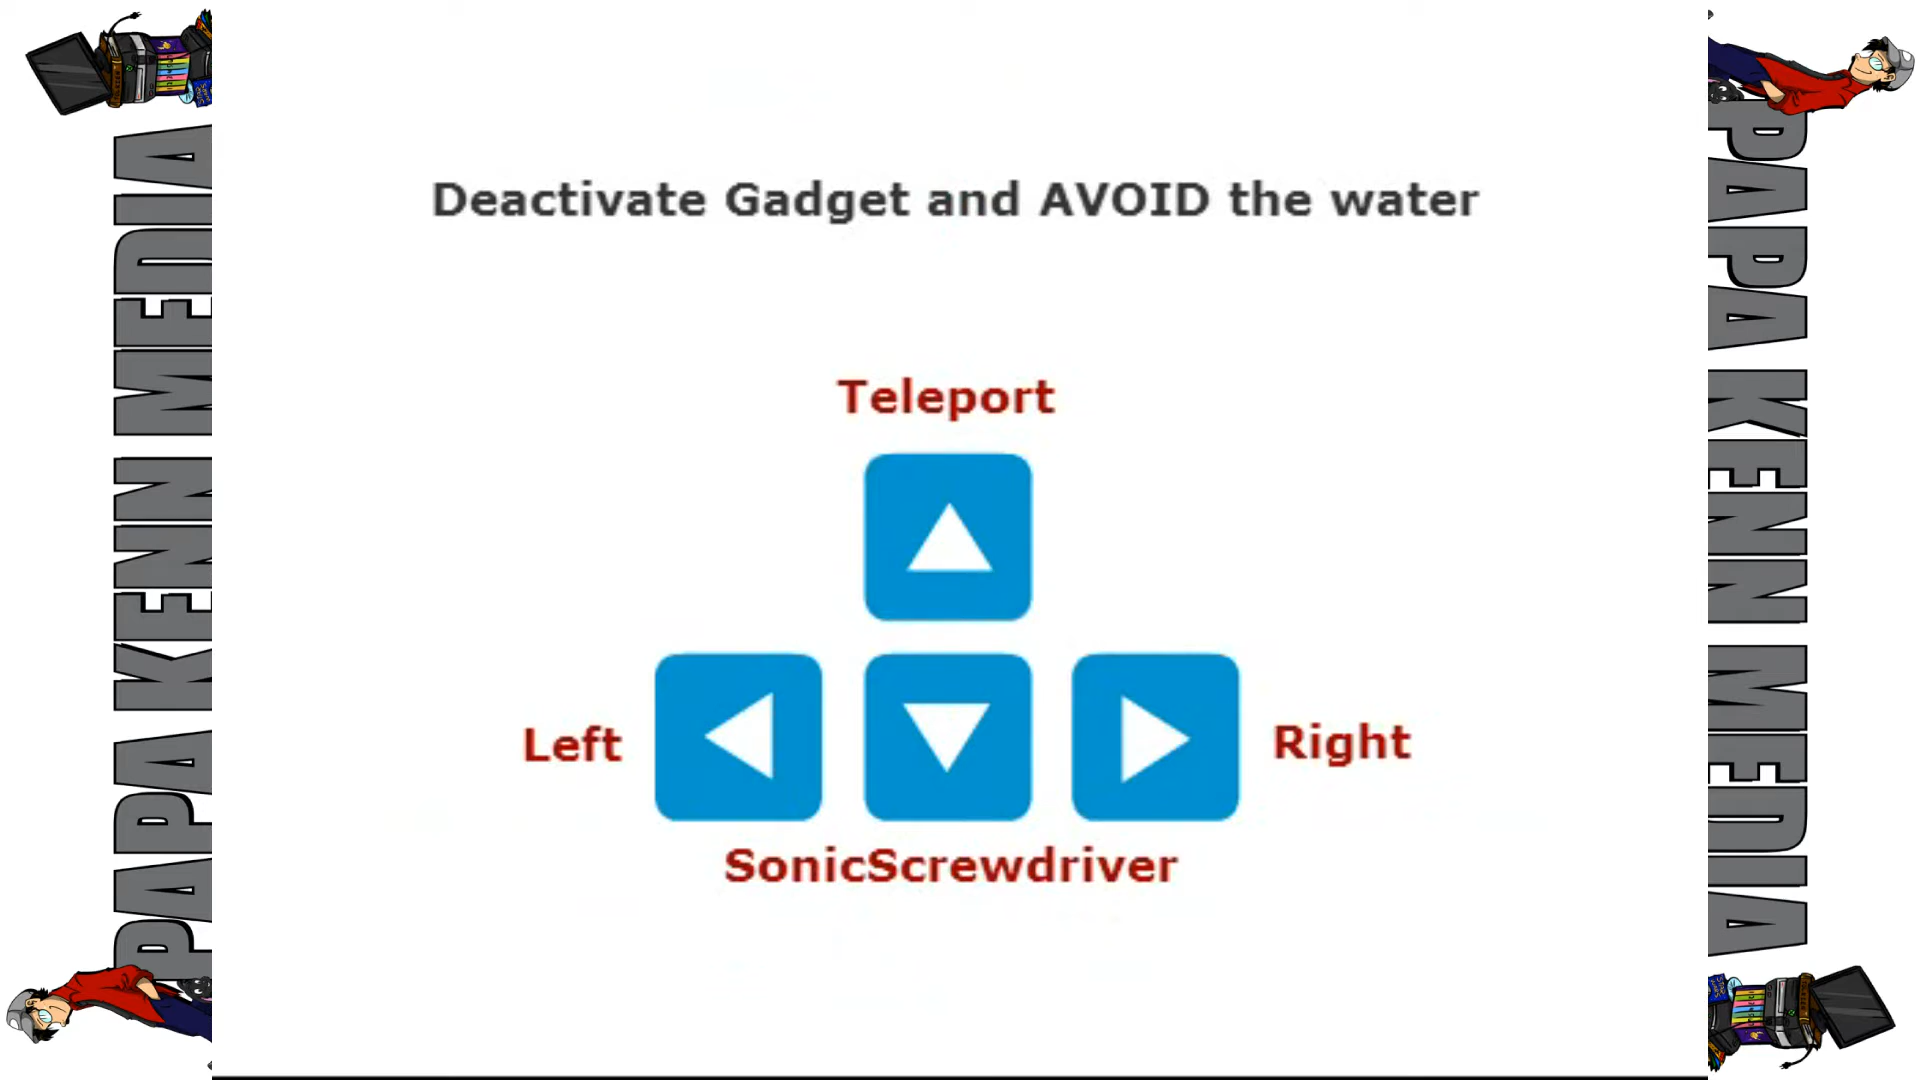 Deactivate Gadget and AVOID the water
Teleport
Left
Right
SonicScrewdriver
PAPA KENN MEDIA
PAPA KENN MEDIA